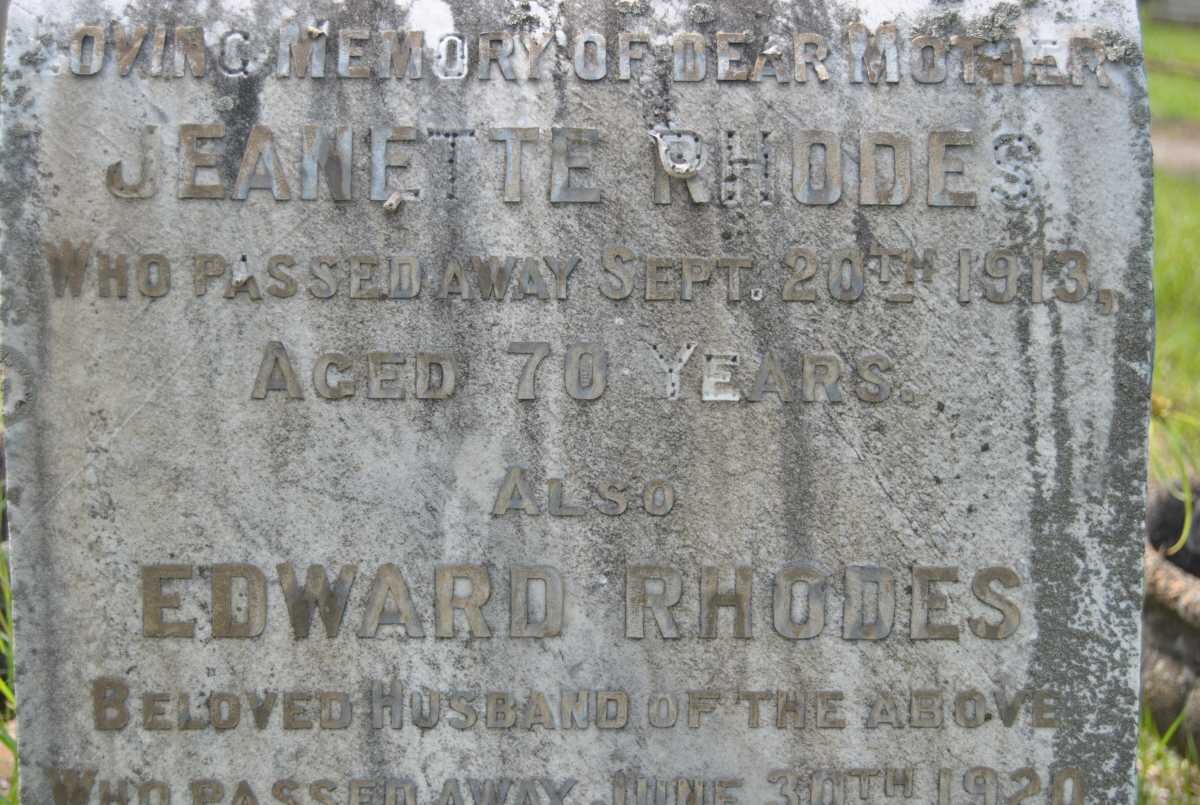 LOVING MEMORY OF DEAR MOTHER
JEANETTE RHODES
WHO PASSED AWAY SEPT. 20TH 1913,
AGED 70 YEARS.
ALSO
EDWARD RHODES
BELOVED HUSBAND OF THE ABOVE
WHO PASSED AWAY JUNE 30TH 1920